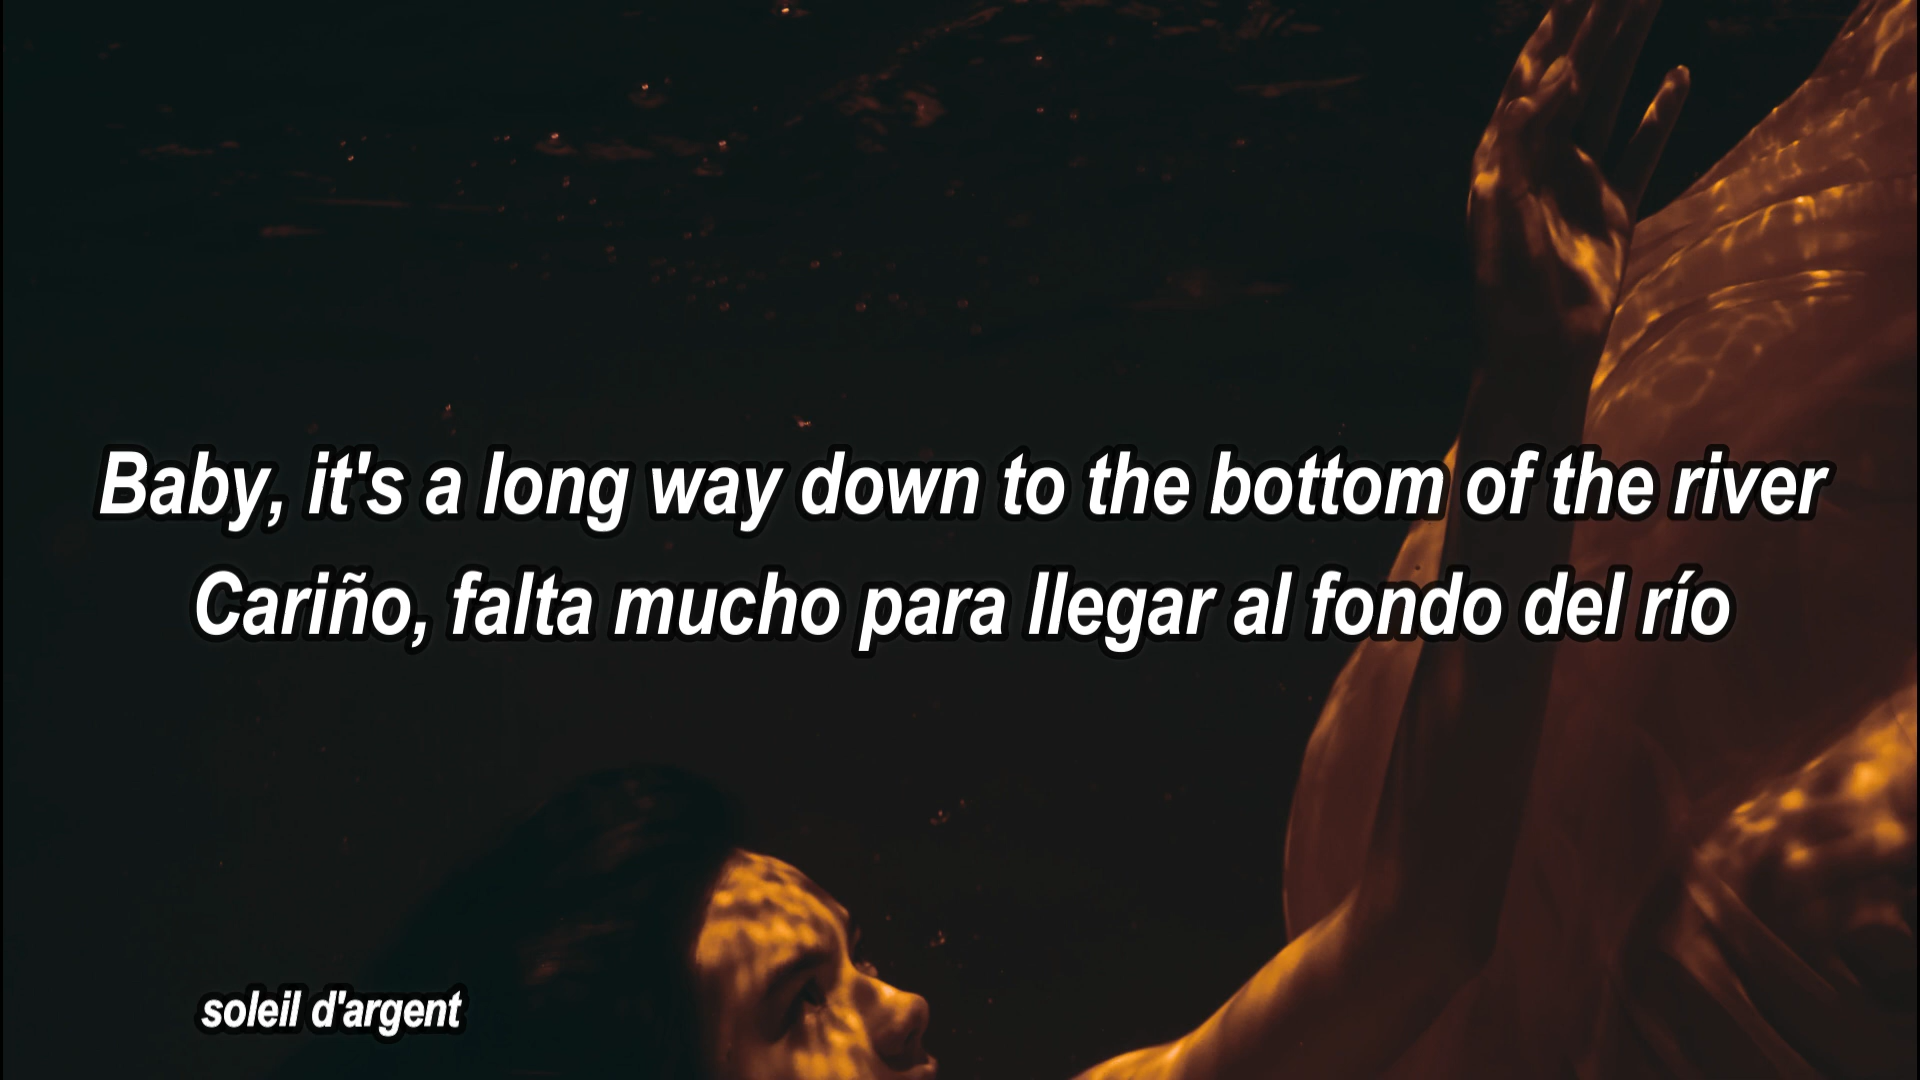 Baby, it's a long way down to the bottom of the river
Cariño, falta mucho para llegar al fondo del río
soleil d'argent